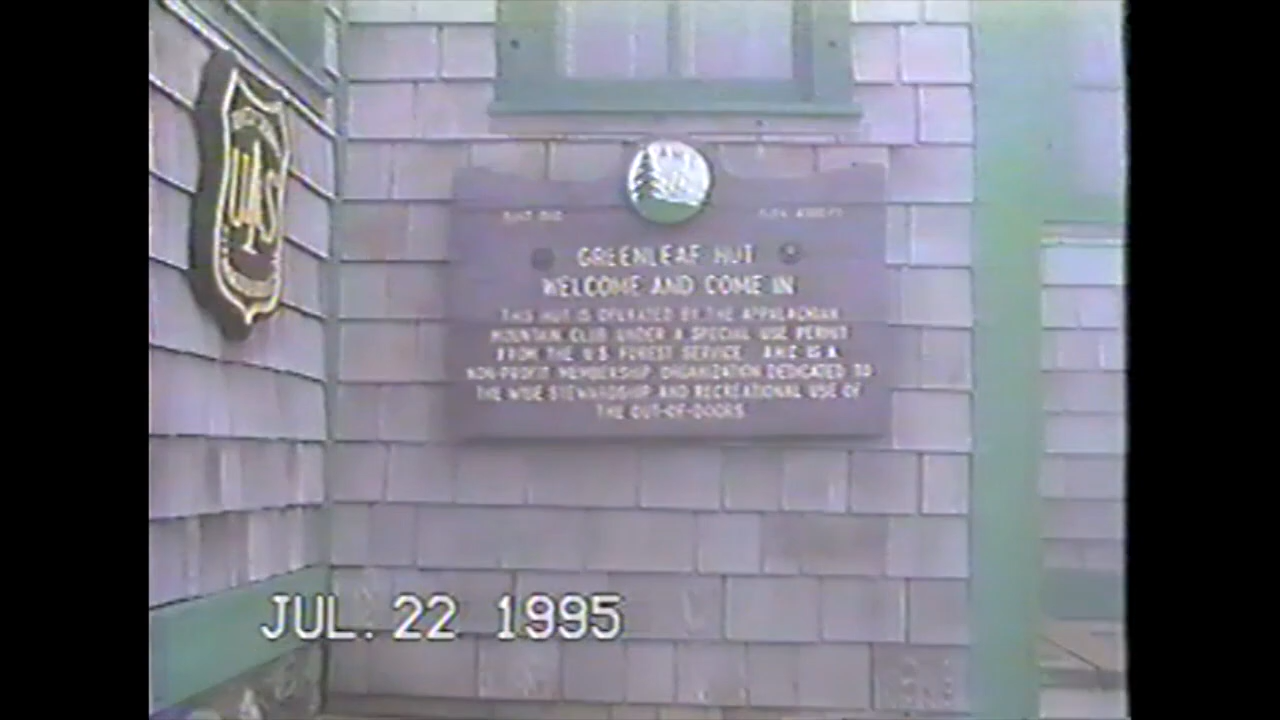 UAS
AMC
GREENLEAF HUT
WELCOME AND COME IN
THIS HUT IS OPERATED BY THE APPALACHIAN
MOUNTAIN CLUB UNDER A SPECIAL USE PERMIT
FROM THE U.S. FOREST SERVICE. AMC IS A
NON-PROFIT MEMBERSHIP ORGANIZATION DEDICATED TO
THE WISE STEWARDSHIP AND RECREATIONAL USE OF
THE OUT-OF-DOORS
JUL. 22 1995